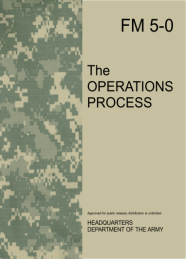 FM 5-0
The
OPERATIONS
PROCESS
Approved for public release; distribution is unlimited.
HEADQUARTERS
DEPARTMENT OF THE ARMY